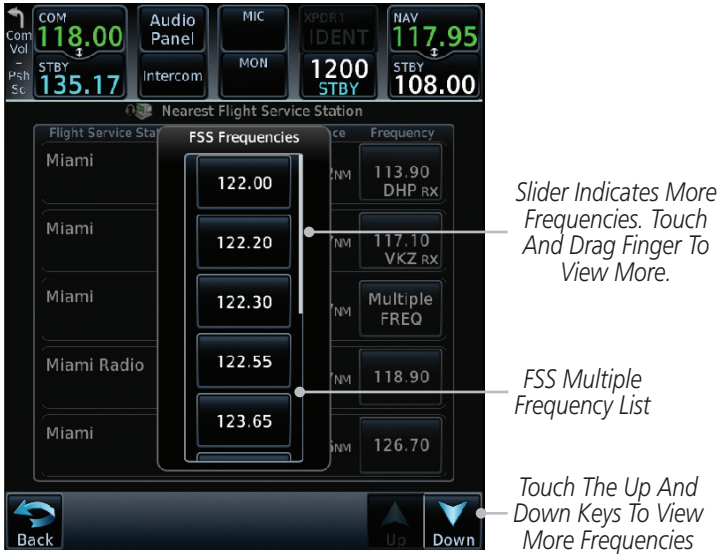 COM
118.00
Com
Vol
–
Psh
Sq
STBY
135.17
Audio
Panel
Intercom
MIC
MON
XPDR1
IDENT
1200
STBY
NAV
117.95
STBY
108.00
Nearest Flight Service Station
Flight Service Stat
FSS Frequencies
Frequency
Miami
122.00
NM
113.90
DHP RX
Miami
122.20
NM
117.10
VKZ RX
Miami
122.30
NM
Multiple
FREQ
Miami Radio
122.55
NM
118.90
Miami
123.65
NM
126.70
Back
Up
Down
Slider Indicates More
Frequencies. Touch
And Drag Finger To
View More.
FSS Multiple
Frequency List
Touch The Up And
Down Keys To View
More Frequencies